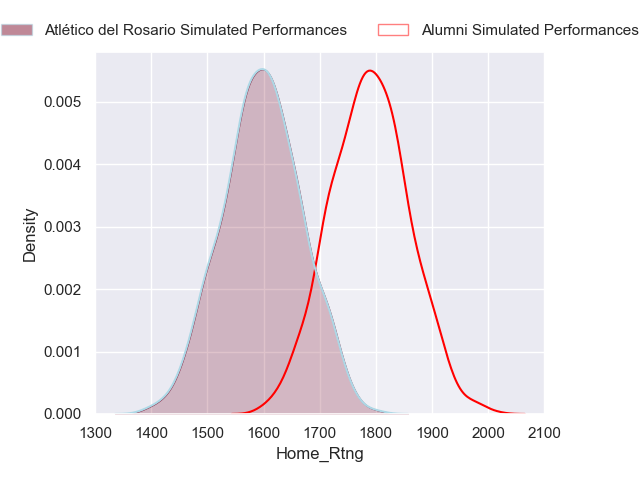 Atlético del Rosario Simulated Performances Alumni Simulated Performances
0.005
0.004
0.003
0.002
0.001
0.000
Density
1300 1400 1500 1600 1700 1800 1900 2000 2100
Home_Rtng